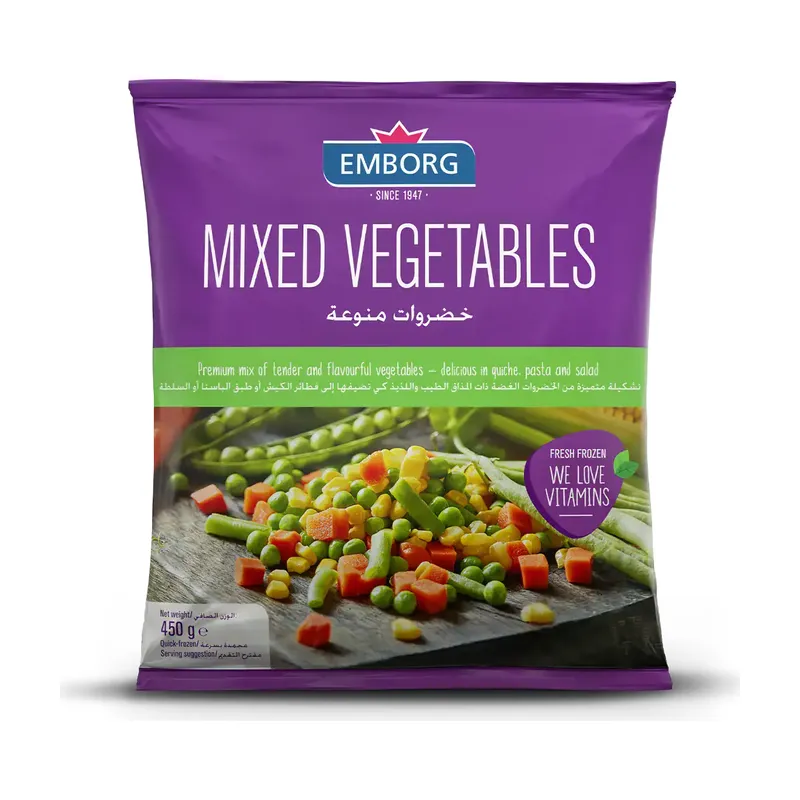 EMBORG
· SINCE 1947 ·
MIXED VEGETABLES
خضروات منوعة
Premium mix of tender and flavourful vegetables – delicious in quiche, pasta and salad
تشكيلة متميزة من الخضروات الغضة ذات المذاق الطيب واللذيذ كي تضيفها إلى فطائر الكيش أو طبق الباستا أو السلطة
FRESH FROZEN
WE LOVE
VITAMINS
Net weight/ الوزن الصافي/
450 g e
Quick-frozen/ مجمدة بسرعة/
Serving suggestion/ مقترح التقديم/